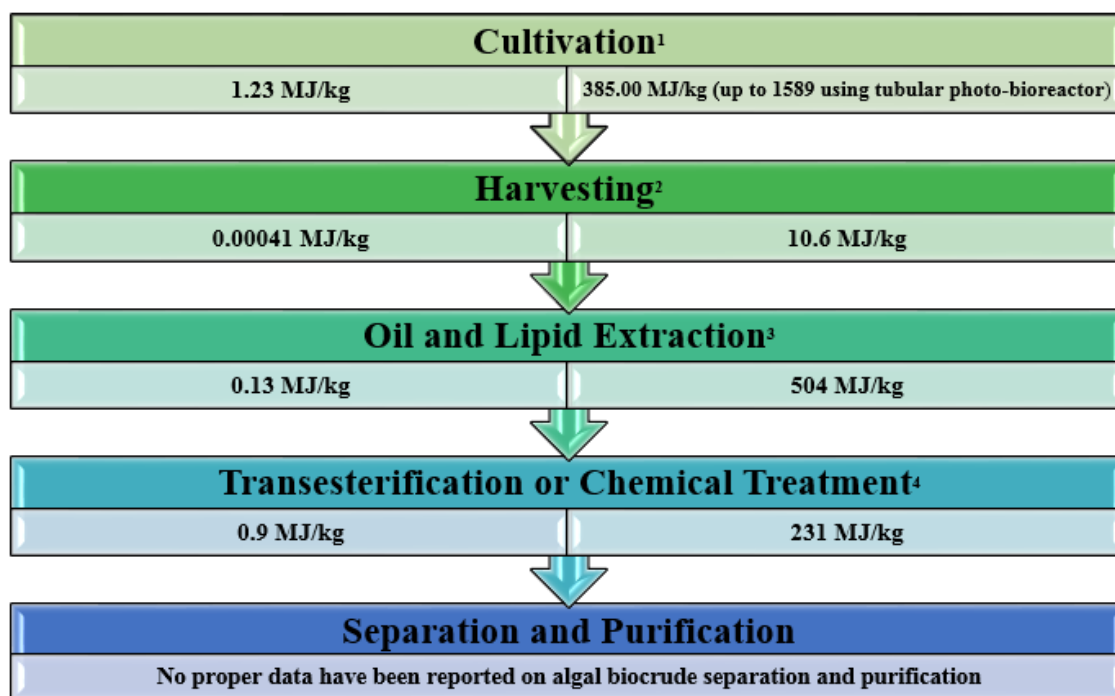 Cultivation¹
1.23 MJ/kg
385.00 MJ/kg (up to 1589 using tubular photo-bioreactor)
Harvesting²
0.00041 MJ/kg
10.6 MJ/kg
Oil and Lipid Extraction³
0.13 MJ/kg
504 MJ/kg
Transesterification or Chemical Treatment⁴
0.9 MJ/kg
231 MJ/kg
Separation and Purification
No proper data have been reported on algal biocrude separation and purification